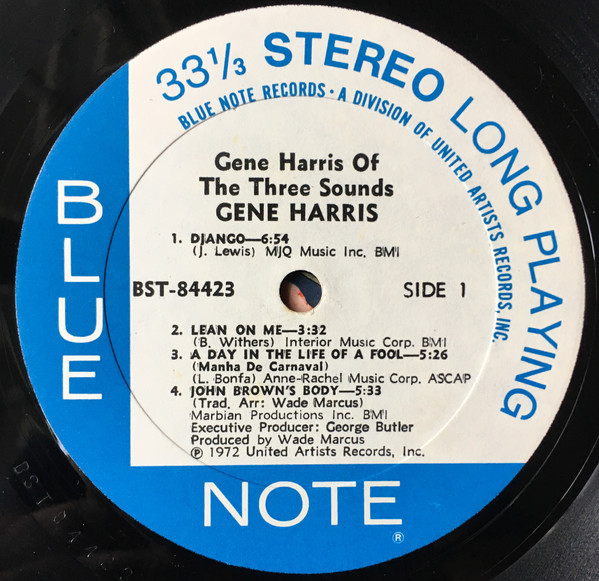 33 1/3 STEREO LONG PLAYING
BLUE NOTE RECORDS • A DIVISION OF UNITED ARTISTS RECORDS, INC.
Gene Harris Of
The Three Sounds
GENE HARRIS
1. DJANGO—6:54
(J. Lewis) MJQ Music Inc. BMI
BST-84423
SIDE 1
2. LEAN ON ME—3:32
(B. Withers) Interior Music Corp. BMI
3. A DAY IN THE LIFE OF A FOOL—5:26
(Manha De Carnaval)
(L. Bonfa) Anne-Rachel Music Corp. ASCAP
4. JOHN BROWN'S BODY—5:33
(Trad. Arr: Wade Marcus)
Marbian Productions Inc. BMI
Executive Producer: George Butler
Produced by Wade Marcus
℗ 1972 United Artists Records, Inc.
BLUE
NOTE
®